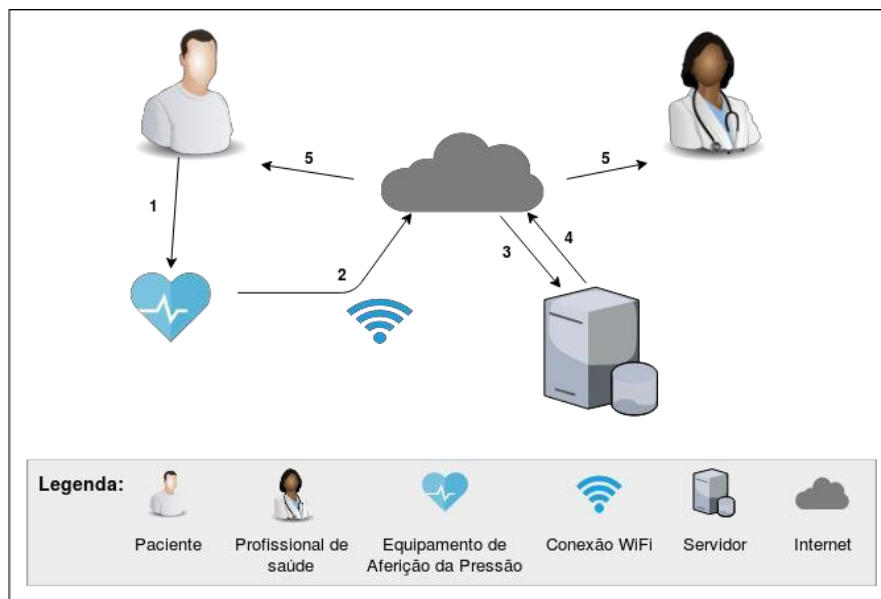 5
5
1
2
3
4
Legenda:
Paciente
Profissional de
saúde
Equipamento de
Aferição da Pressão
Conexão WiFi
Servidor
Internet